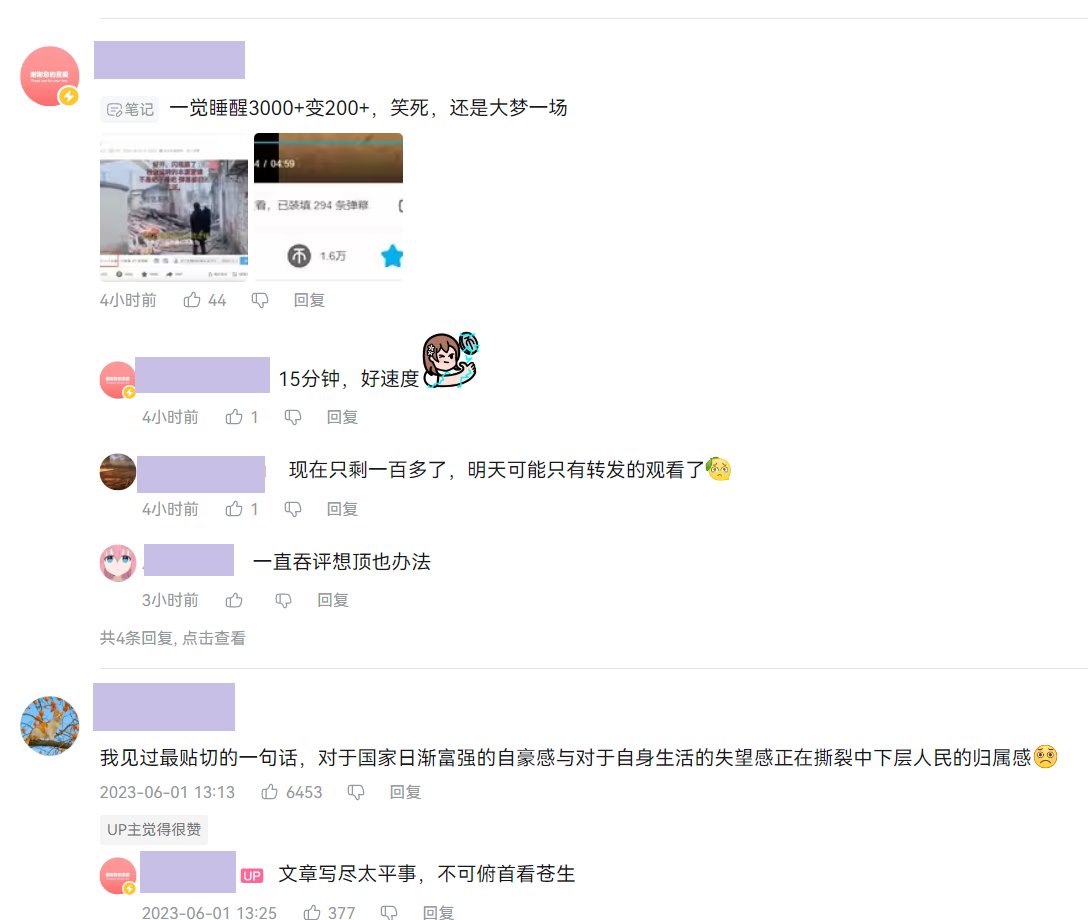 谢谢您的喜爱
笔记 一觉睡醒3000+变200+，笑死，还是大梦一场
4 / 04:59
看，已装填 294 条弹幕
1.6万
4小时前 44 回复
15分钟，好速度
4小时前 1 回复
现在只剩一百多了，明天可能只有转发的观看了
4小时前 1 回复
一直吞评想顶也办法
3小时前 回复
共4条回复, 点击查看
我见过最贴切的一句话，对于国家日渐富强的自豪感与对于自身生活的失望感正在撕裂中下层人民的归属感
2023-06-01 13:13 6453 回复
UP主觉得很赞
UP 文章写尽太平事，不可俯首看苍生
2023-06-01 13:25 377 回复